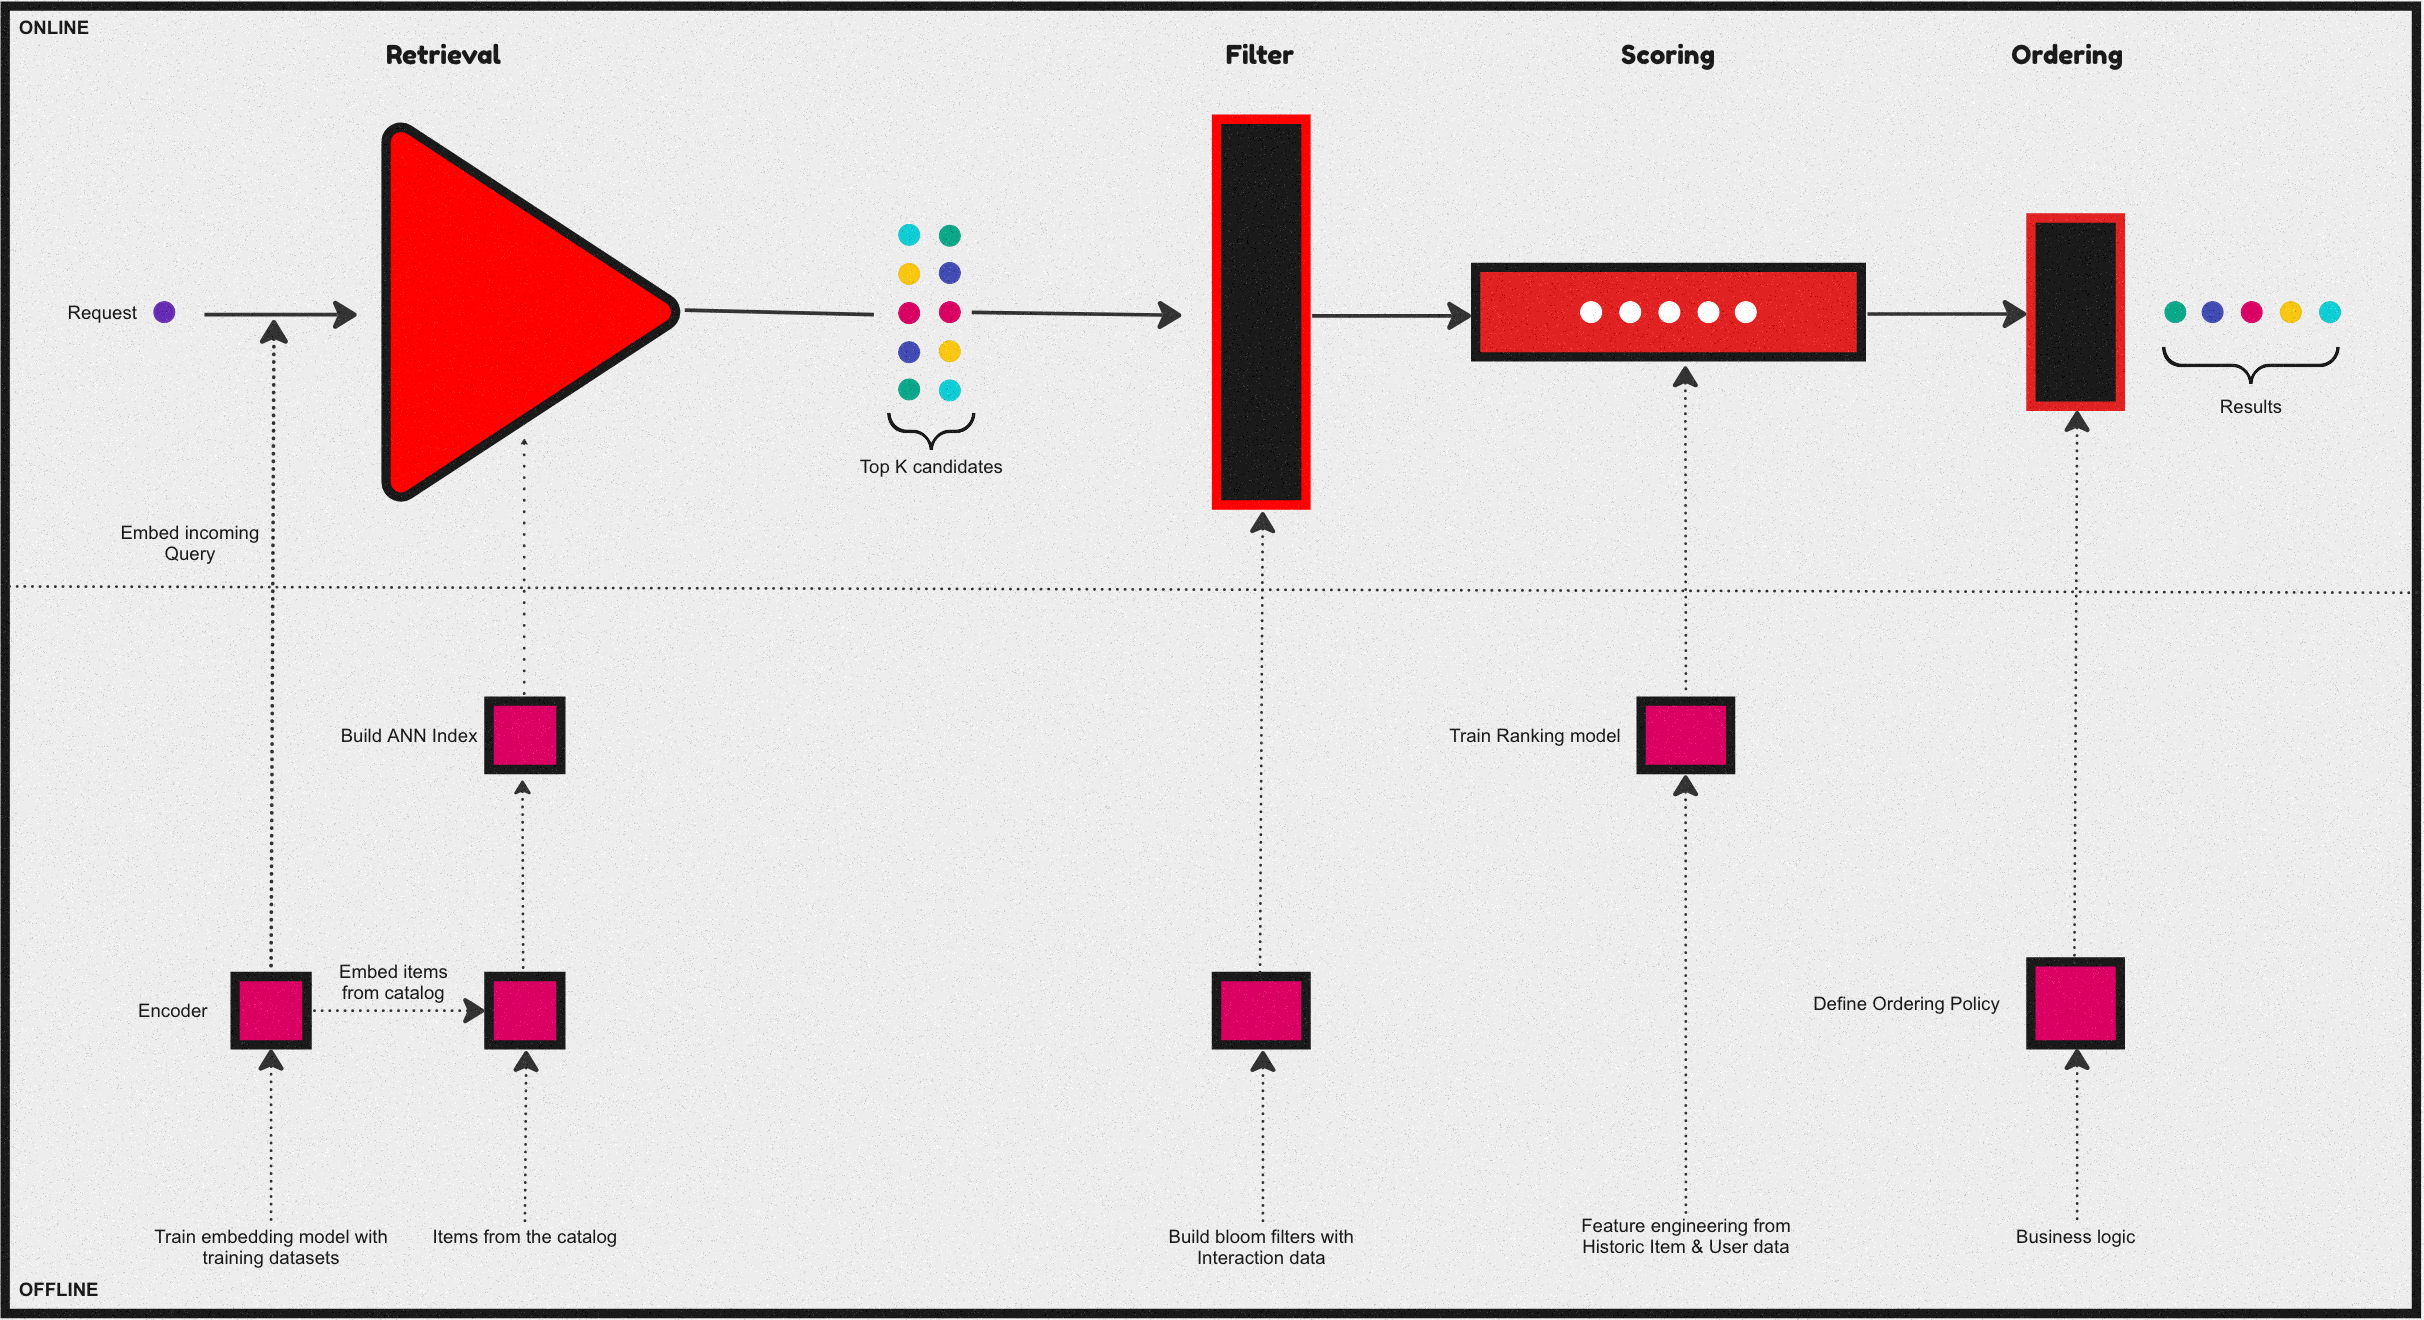 ONLINE
Retrieval
Filter
Scoring
Ordering
Request
Top K candidates
Results
Embed incoming
Query
Build ANN Index
Train Ranking model
Embed items
from catalog
Encoder
Define Ordering Policy
Train embedding model with
training datasets
Items from the catalog
Build bloom filters with
Interaction data
Feature engineering from
Historic Item & User data
Business logic
OFFLINE